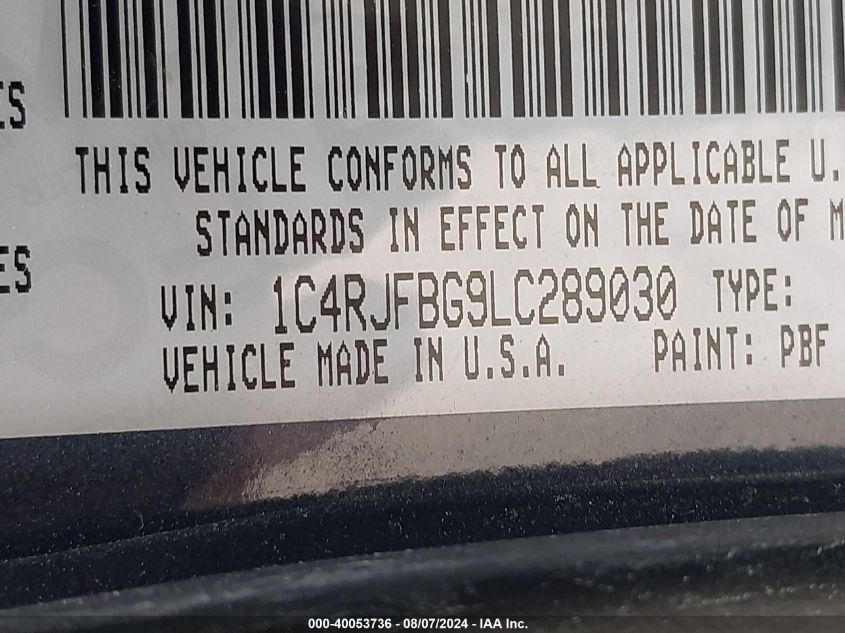 ES
THIS VEHICLE CONFORMS TO ALL APPLICABLE U.
STANDARDS IN EFFECT ON THE DATE OF M
ES
VIN: 1C4RJFBG9LC289030 TYPE:
VEHICLE MADE IN U.S.A. PAINT: PBF
000-40053736 - 08/07/2024 - IAA Inc.